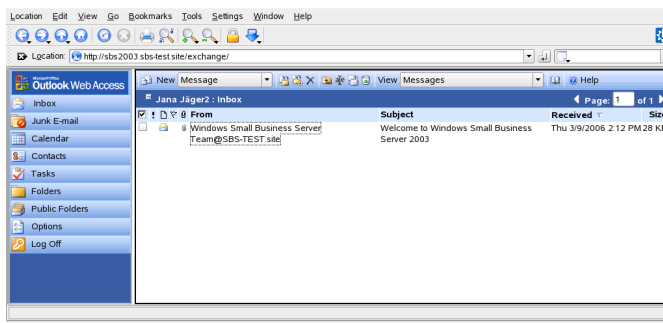 Location Edit View Go Bookmarks Tools Settings Window Help
Location: http://sbs2003.sbs-test.site/exchange/
Microsoft Office
Outlook Web Access
New Message View Messages Help
Jana Jäger2 : Inbox Page: 1 of 1
! From Subject Received Size
Windows Small Business Server Team@SBS-TEST.site Welcome to Windows Small Business Server 2003 Thu 3/9/2006 2:12 PM 28 KB
Inbox
Junk E-mail
Calendar
Contacts
Tasks
Folders
Public Folders
Options
Log Off